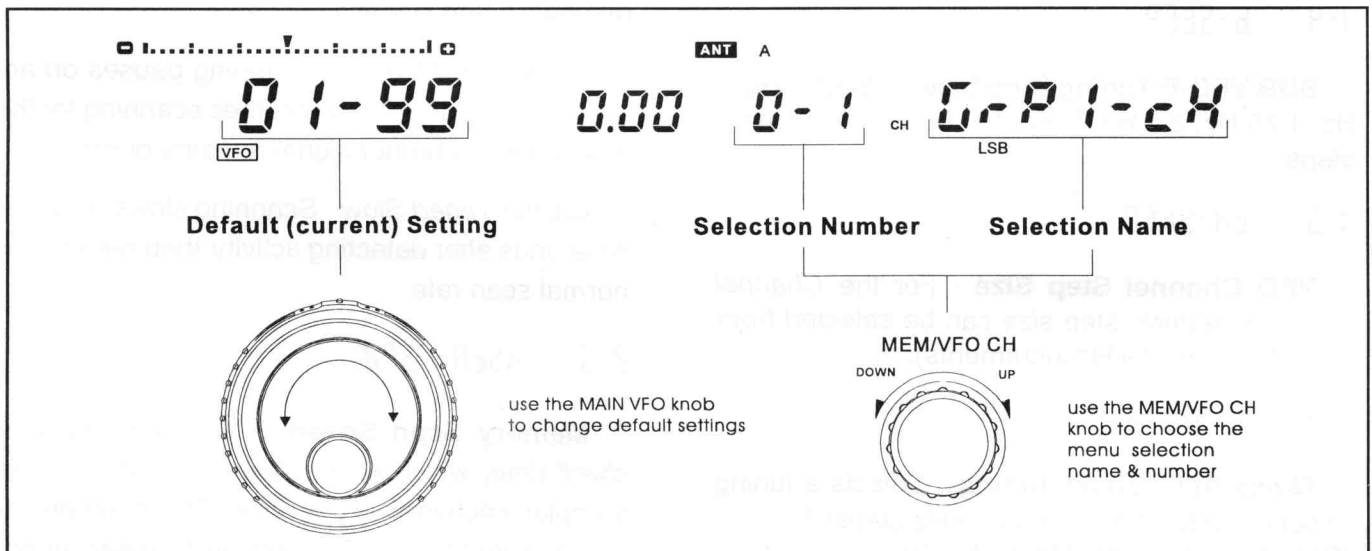 ANT A
01-99 0.00 0-1 CH GrP1-cH
VFO LSB
Default (current) Setting Selection Number Selection Name
MEM/VFO CH
DOWN UP
use the MAIN VFO knob
to change default settings
use the MEM/VFO CH
knob to choose the
menu selection
name & number